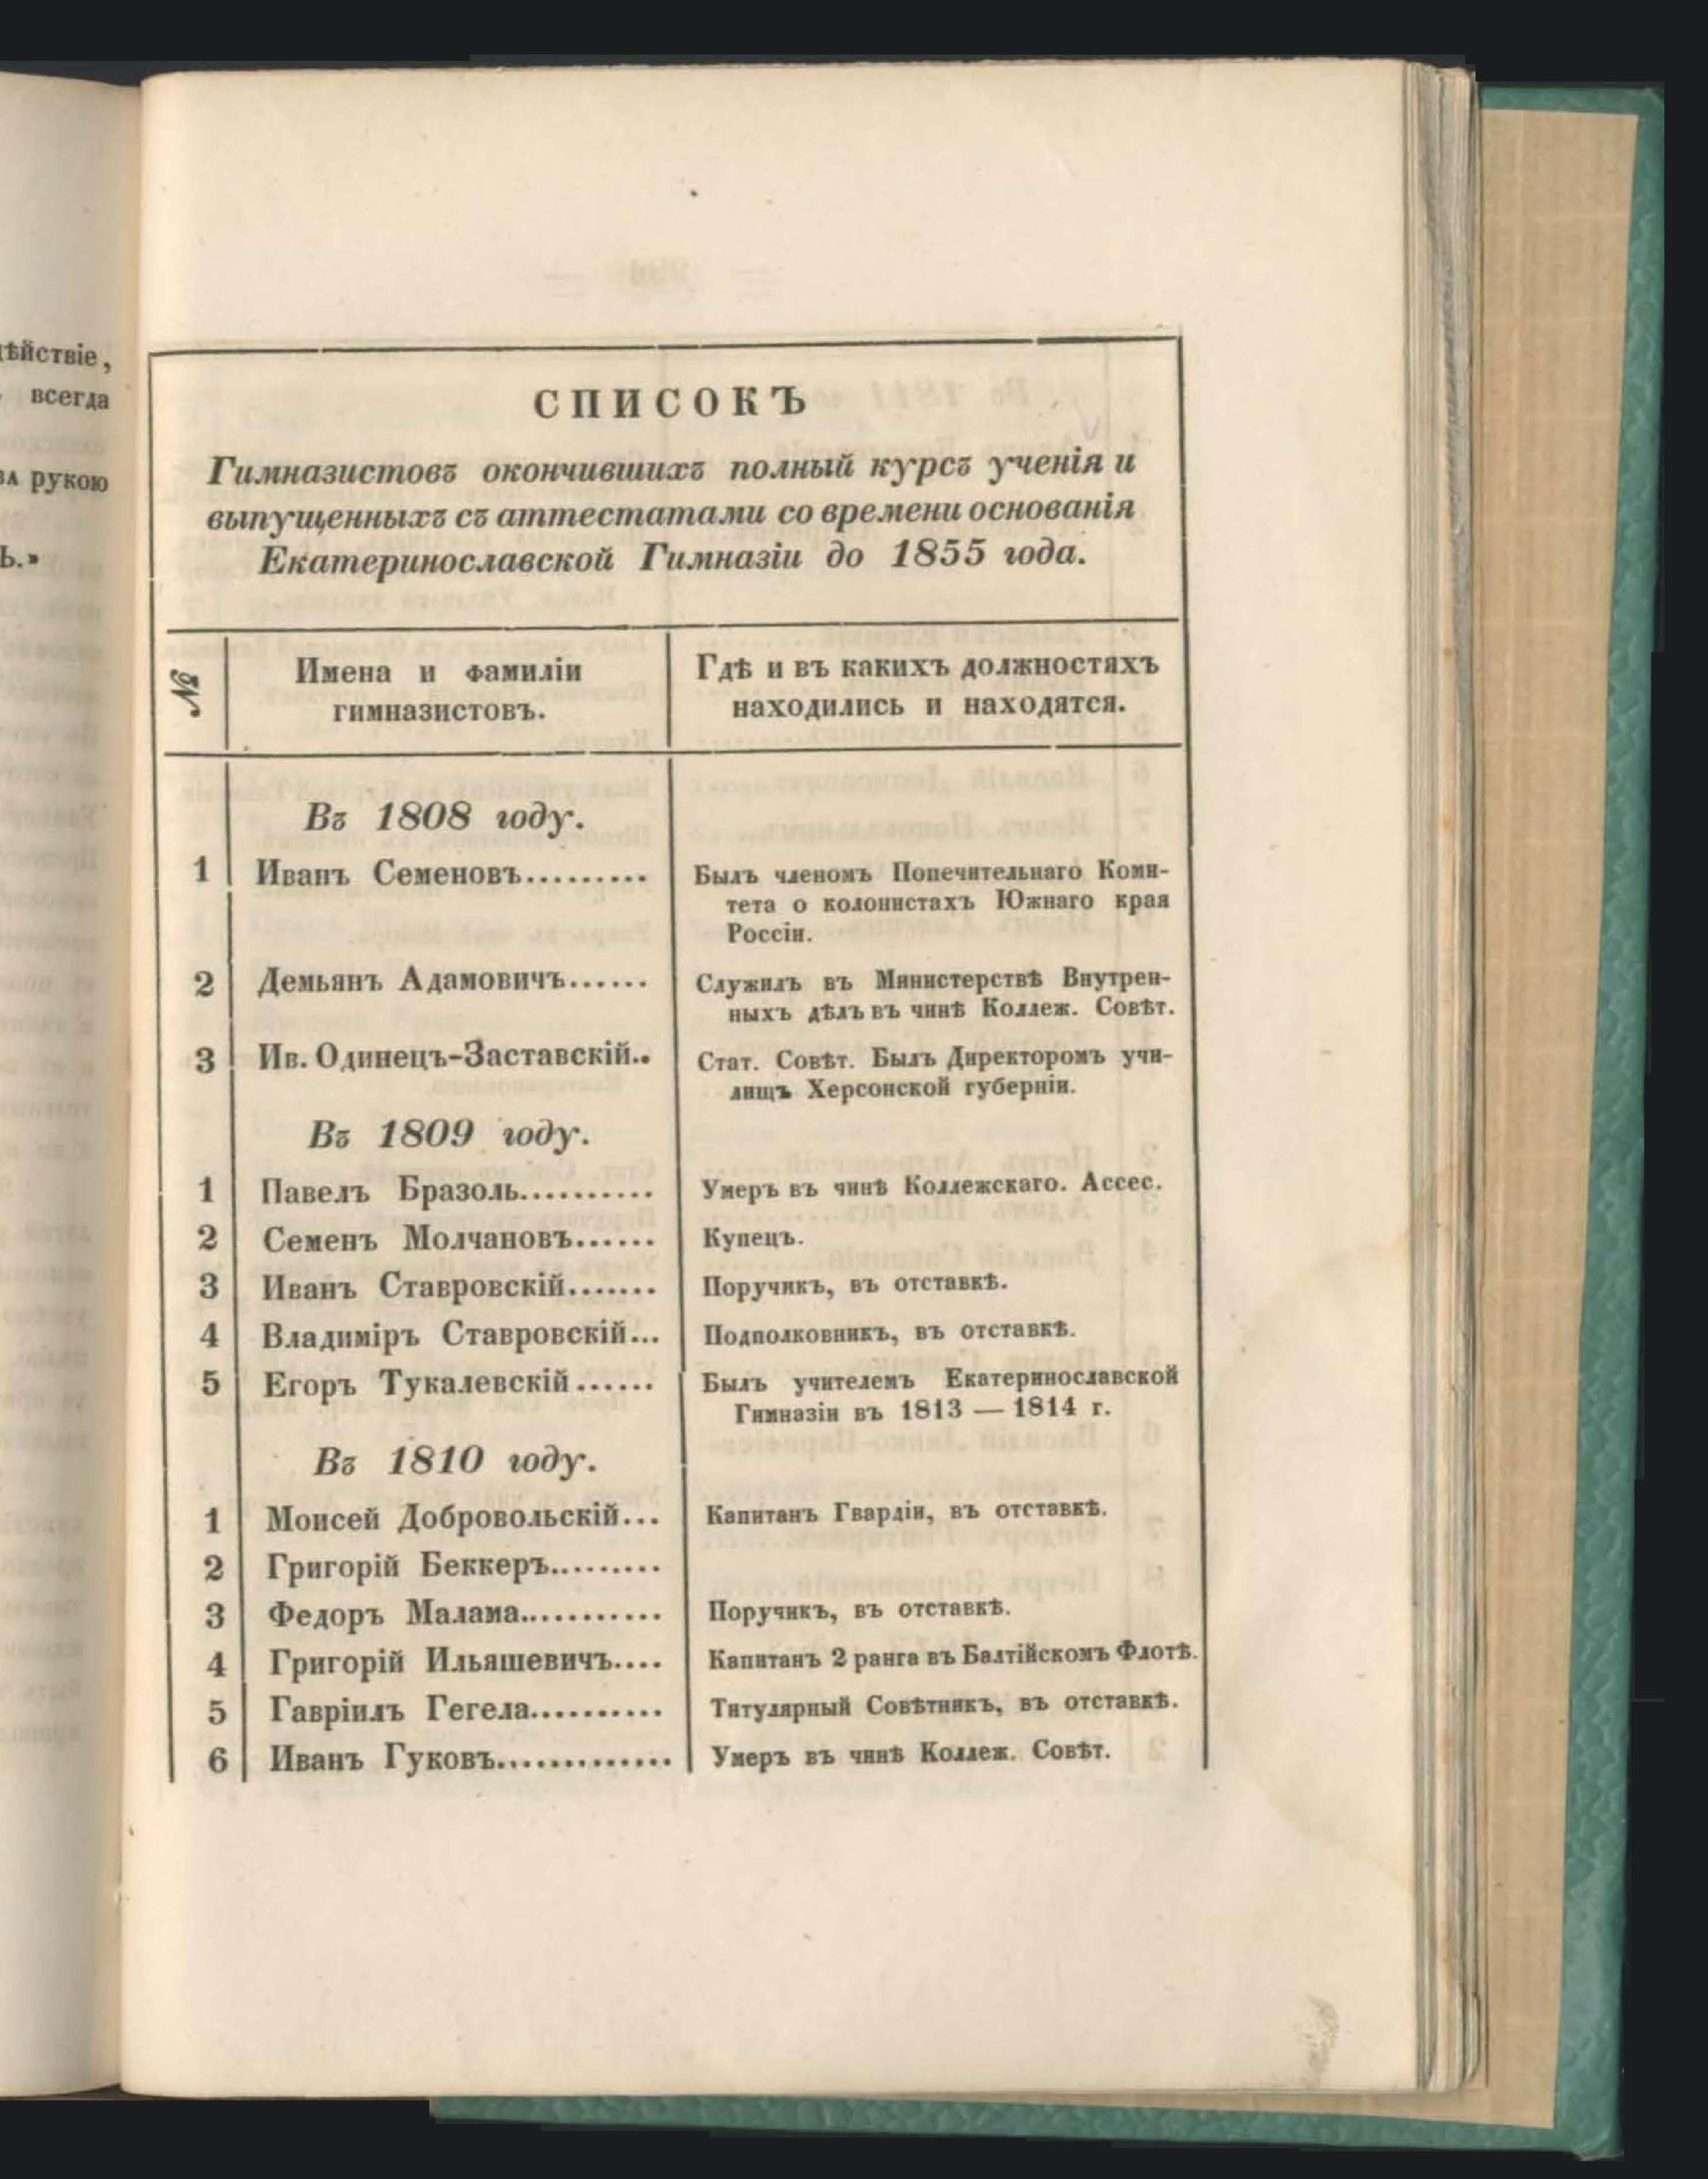 дѣйствіе,
всегда
рукою
СПИСОКЪ
Гимназистовъ окончившихъ полный курсъ ученія и
выпущенныхъ съ аттестатами со времени основанія
Екатеринославской Гимназіи до 1855 года.
№
Имена и фамиліи
гимназистовъ.
Гдѣ и въ какихъ должностяхъ
находились и находятся.
Въ 1808 году.
1 Иванъ Семеновъ......... Былъ членомъ Попечительнаго Коми-
тета о колонистахъ Южнаго края
Россіи.
2 Демьянъ Адамовичъ...... Служилъ въ Министерствѣ Внутрен-
ныхъ дѣлъ въ чинѣ Коллеж. Совѣт.
3 Ив. Одинецъ-Заставскій.. Стат. Совѣт. Былъ Директоромъ учи-
лищъ Херсонской губерніи.
Въ 1809 году.
1 Павелъ Бразоль.......... Умеръ въ чинѣ Коллежскаго. Ассес.
2 Семенъ Молчановъ...... Купецъ.
3 Иванъ Ставровскій....... Поручикъ, въ отставкѣ.
4 Владиміръ Ставровскій... Подполковникъ, въ отставкѣ.
5 Егоръ Тукалевскій...... Былъ учителемъ Екатеринославской
Гимназіи въ 1813 — 1814 г.
Въ 1810 году.
1 Моисей Добровольскій... Капитанъ Гвардіи, въ отставкѣ.
2 Григорій Беккеръ.........
3 Федоръ Малама........... Поручикъ, въ отставкѣ.
4 Григорій Ильяшевичъ.... Капитанъ 2 ранга въ Балтійскомъ Флотѣ.
5 Гавріилъ Гегела.......... Титулярный Совѣтникъ, въ отставкѣ.
6 Иванъ Гуковъ............. Умеръ въ чинѣ Коллеж. Совѣт.